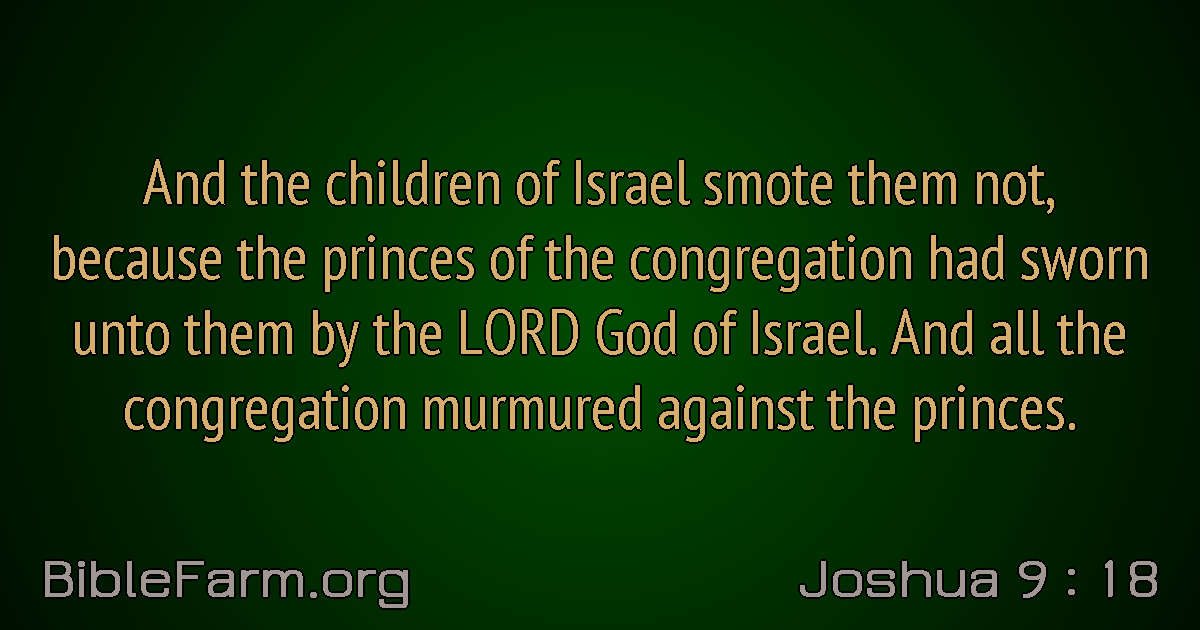 And the children of Israel smote them not,
because the princes of the congregation had sworn
unto them by the LORD God of Israel. And all the
congregation murmured against the princes.
BibleFarm.org
Joshua 9 : 18